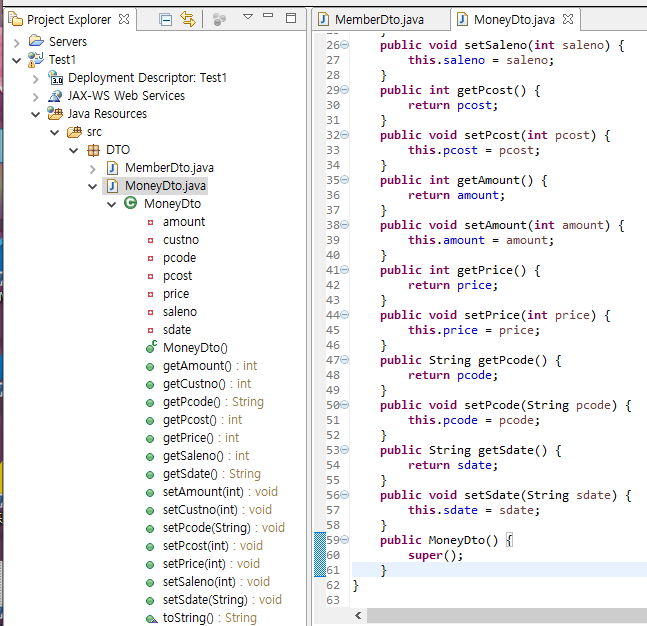 Project Explorer
Servers
Test1
Deployment Descriptor: Test1
JAX-WS Web Services
Java Resources
src
DTO
MemberDto.java
MoneyDto.java
MoneyDto
amount
custno
pcode
pcost
price
saleno
sdate
MoneyDto()
getAmount() : int
getCustno() : int
getPcode() : String
getPcost() : int
getPrice() : int
getSaleno() : int
getSdate() : String
setAmount(int) : void
setCustno(int) : void
setPcode(String) : void
setPcost(int) : void
setPrice(int) : void
setSaleno(int) : void
setSdate(String) : void
toString() : String
MemberDto.java MoneyDto.java
26 public void setSaleno(int saleno) {
27 this.saleno = saleno;
28 }
29 public int getPcost() {
30 return pcost;
31 }
32 public void setPcost(int pcost) {
33 this.pcost = pcost;
34 }
35 public int getAmount() {
36 return amount;
37 }
38 public void setAmount(int amount) {
39 this.amount = amount;
40 }
41 public int getPrice() {
42 return price;
43 }
44 public void setPrice(int price) {
45 this.price = price;
46 }
47 public String getPcode() {
48 return pcode;
49 }
50 public void setPcode(String pcode) {
51 this.pcode = pcode;
52 }
53 public String getSdate() {
54 return sdate;
55 }
56 public void setSdate(String sdate) {
57 this.sdate = sdate;
58 }
59 public MoneyDto() {
60 super();
61 }
62 }
63